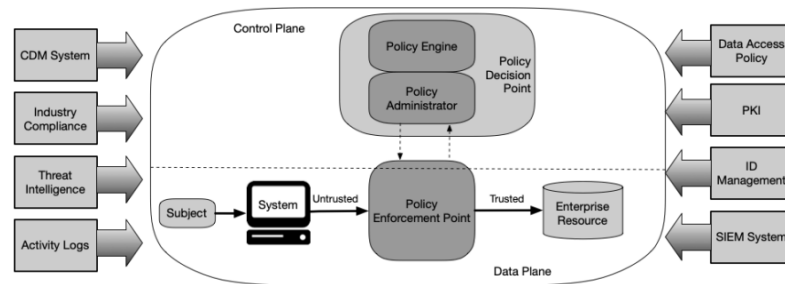 Control Plane
Policy Engine
Policy
Administrator
Policy
Decision
Point
CDM System
Industry
Compliance
Threat
Intelligence
Activity Logs
Data Access
Policy
PKI
ID
Management
SIEM System
Subject
System
Untrusted
Policy
Enforcement Point
Trusted
Enterprise
Resource
Data Plane